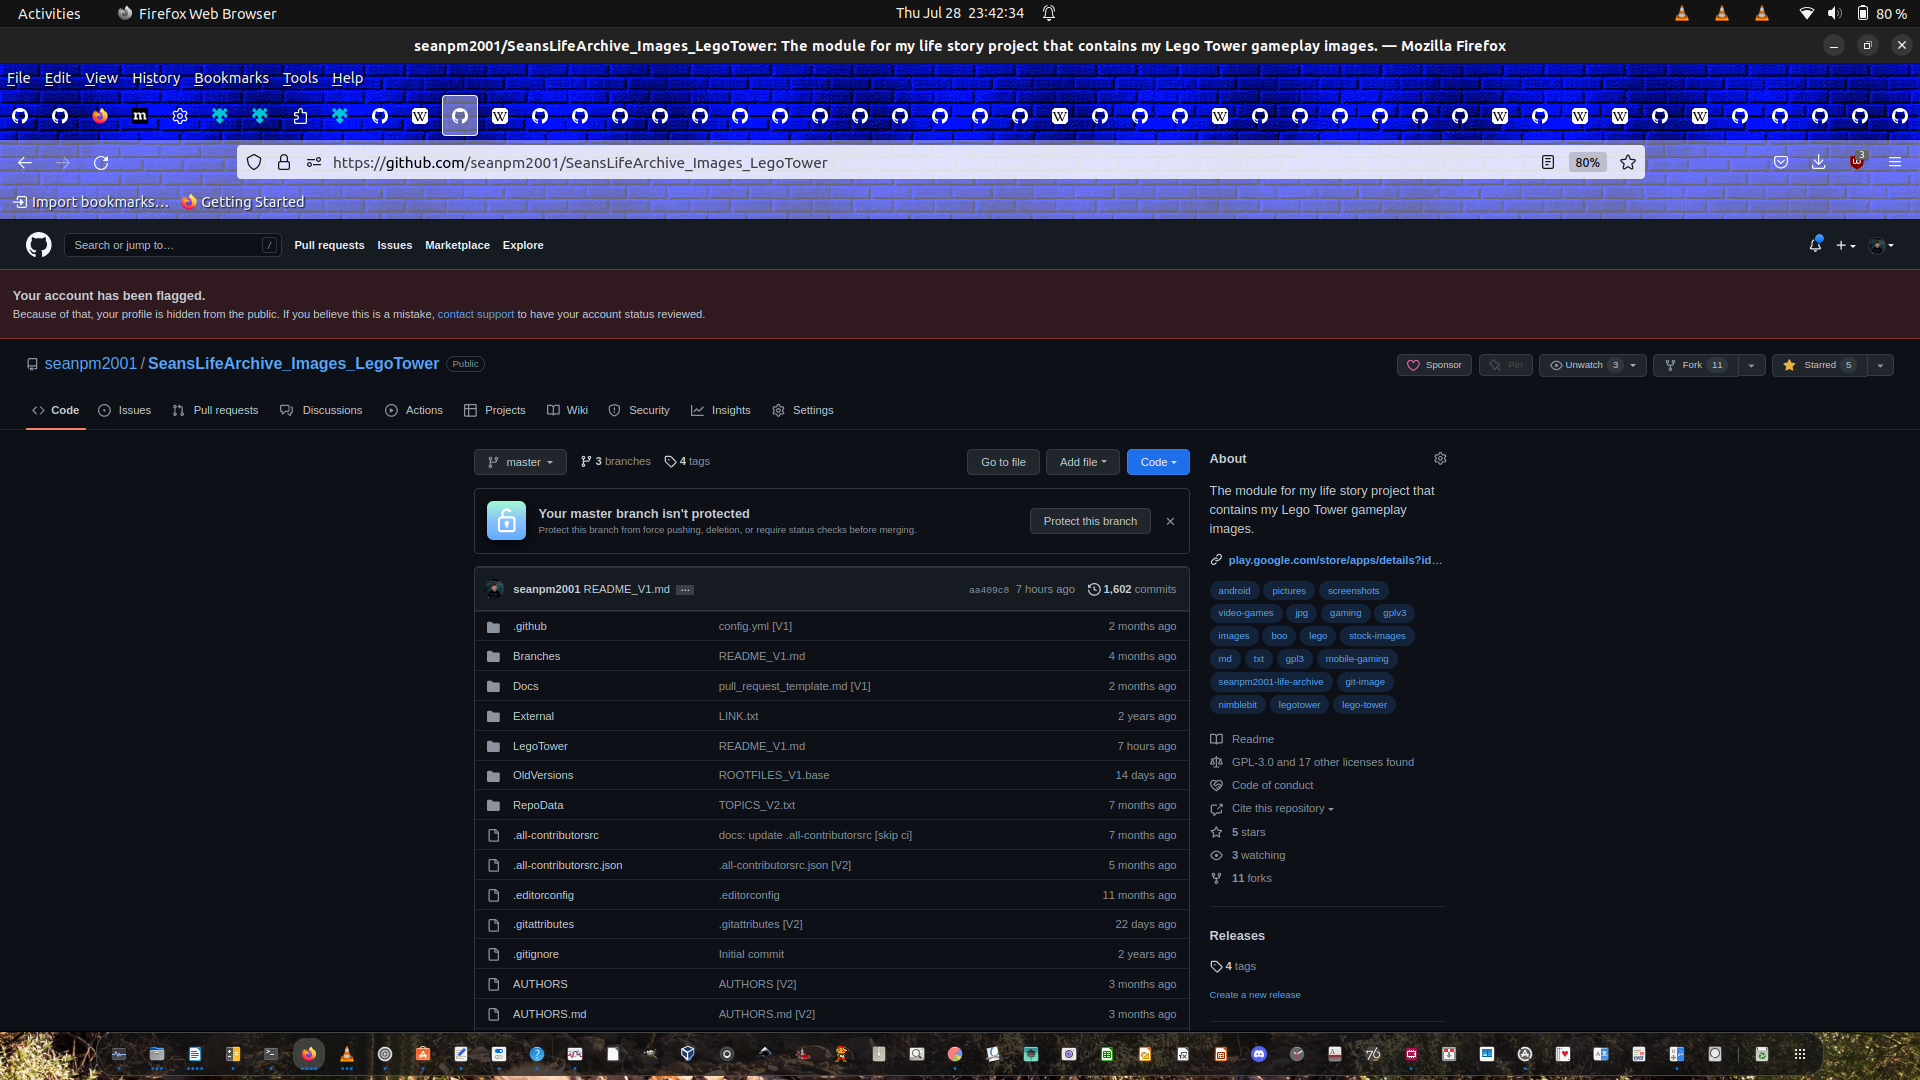 Activities Firefox Web Browser Thu Jul 28 23:42:34 80 %
seanpm2001/SeansLifeArchive_Images_LegoTower: The module for my life story project that contains my Lego Tower gameplay images. — Mozilla Firefox
File Edit View History Bookmarks Tools Help
https://github.com/seanpm2001/SeansLifeArchive_Images_LegoTower 80% 3
Import bookmarks… Getting Started
Search or jump to… / Pull requests Issues Marketplace Explore
Your account has been flagged.
Because of that, your profile is hidden from the public. If you believe this is a mistake, contact support to have your account status reviewed.
seanpm2001 / SeansLifeArchive_Images_LegoTower Public Sponsor Pin Unwatch 3 Fork 11 Starred 5
Code Issues Pull requests Discussions Actions Projects Wiki Security Insights Settings
master 3 branches 4 tags Go to file Add file Code
Your master branch isn't protected
Protect this branch from force pushing, deletion, or require status checks before merging.
Protect this branch
seanpm2001 README_V1.md ... aa409c8 7 hours ago 1,602 commits
.github config.yml [V1] 2 months ago
Branches README_V1.md 4 months ago
Docs pull_request_template.md [V1] 2 months ago
External LINK.txt 2 years ago
LegoTower README_V1.md 7 hours ago
OldVersions ROOTFILES_V1.base 14 days ago
RepoData TOPICS_V2.txt 7 months ago
.all-contributorsrc docs: update .all-contributorsrc [skip ci] 7 months ago
.all-contributorsrc.json .all-contributorsrc.json [V2] 5 months ago
.editorconfig .editorconfig 11 months ago
.gitattributes .gitattributes [V2] 22 days ago
.gitignore Initial commit 2 years ago
AUTHORS AUTHORS [V2] 3 months ago
AUTHORS.md AUTHORS.md [V2] 3 months ago
About
The module for my life story project that
contains my Lego Tower gameplay
images.
play.google.com/store/apps/details?id…
android pictures screenshots
video-games jpg gaming gplv3
images boo lego stock-images
md txt gpl3 mobile-gaming
seanpm2001-life-archive git-image
nimblebit legotower lego-tower
Readme
GPL-3.0 and 17 other licenses found
Code of conduct
Cite this repository
5 stars
3 watching
11 forks
Releases
4 tags
Create a new release